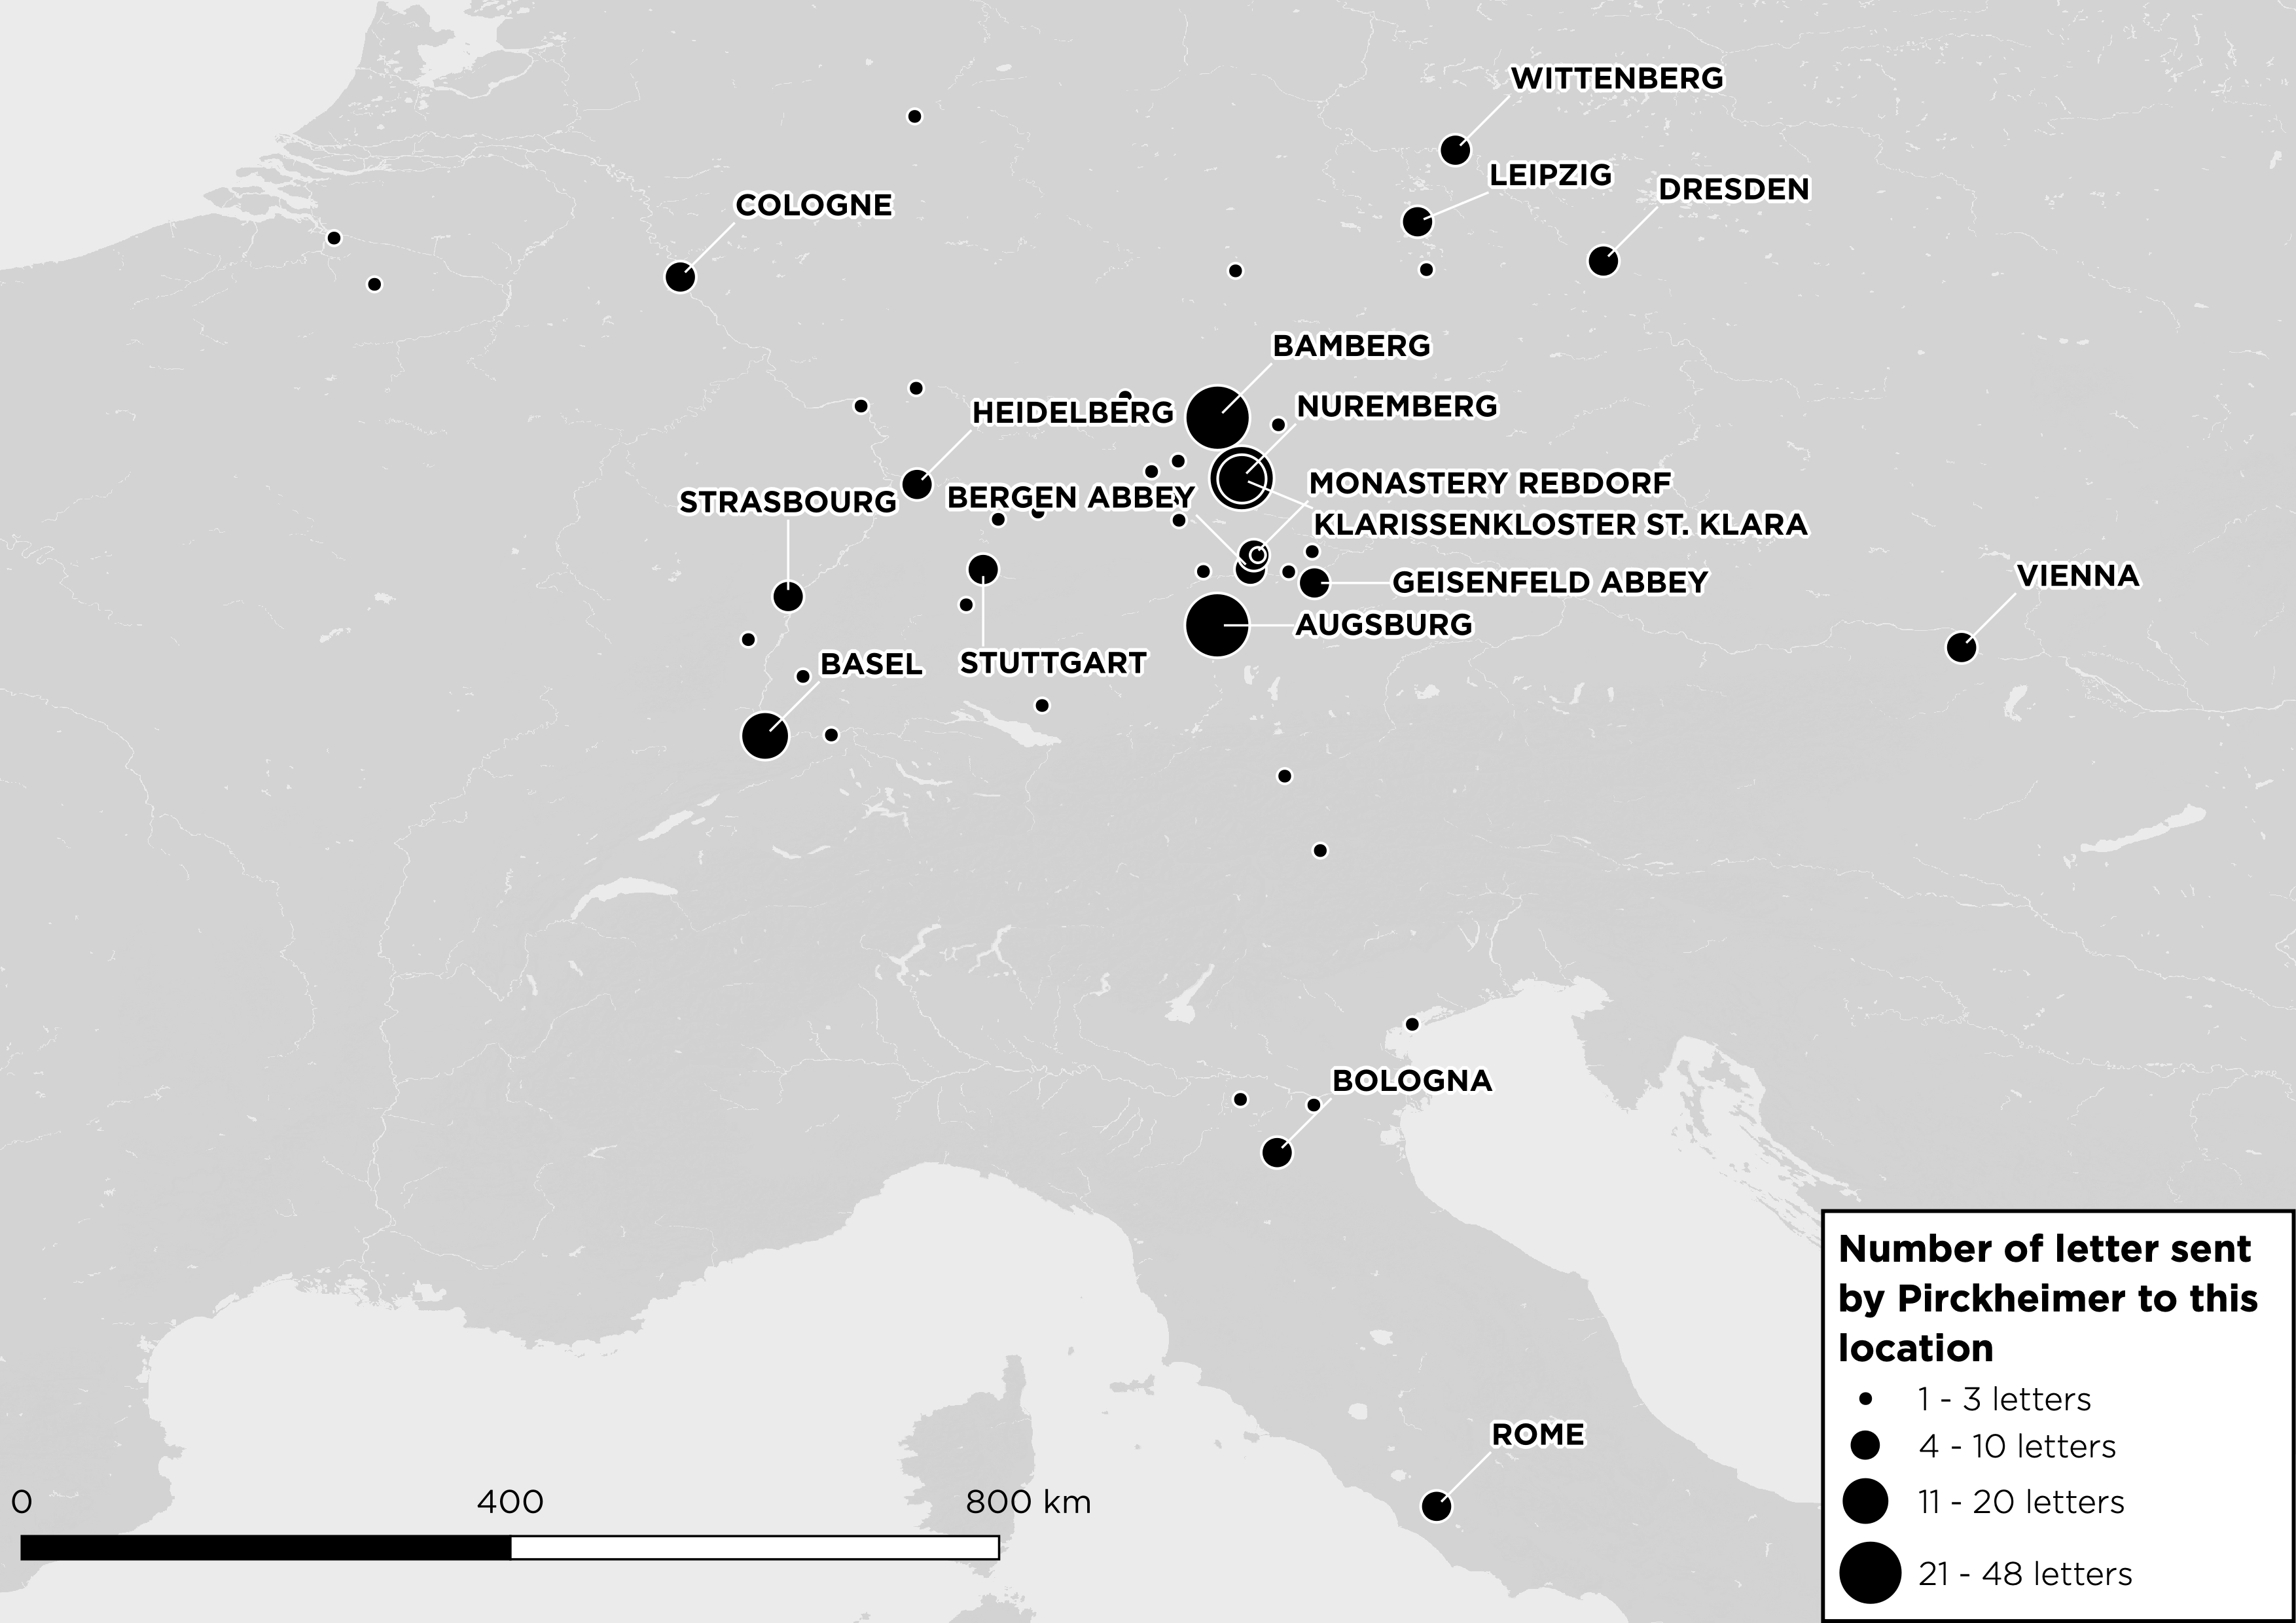 WITTENBERG
LEIPZIG
DRESDEN
COLOGNE
BAMBERG
NUREMBERG
HEIDELBERG
MONASTERY REBDORF
BERGEN ABBEY
STRASBOURG
KLARISSENKLOSTER ST. KLARA
VIENNA
GEISENFELD ABBEY
AUGSBURG
BASEL
STUTTGART
BOLOGNA
ROME
0 400 800 km
Number of letter sent
by Pirckheimer to this
location
1 - 3 letters
4 - 10 letters
11 - 20 letters
21 - 48 letters